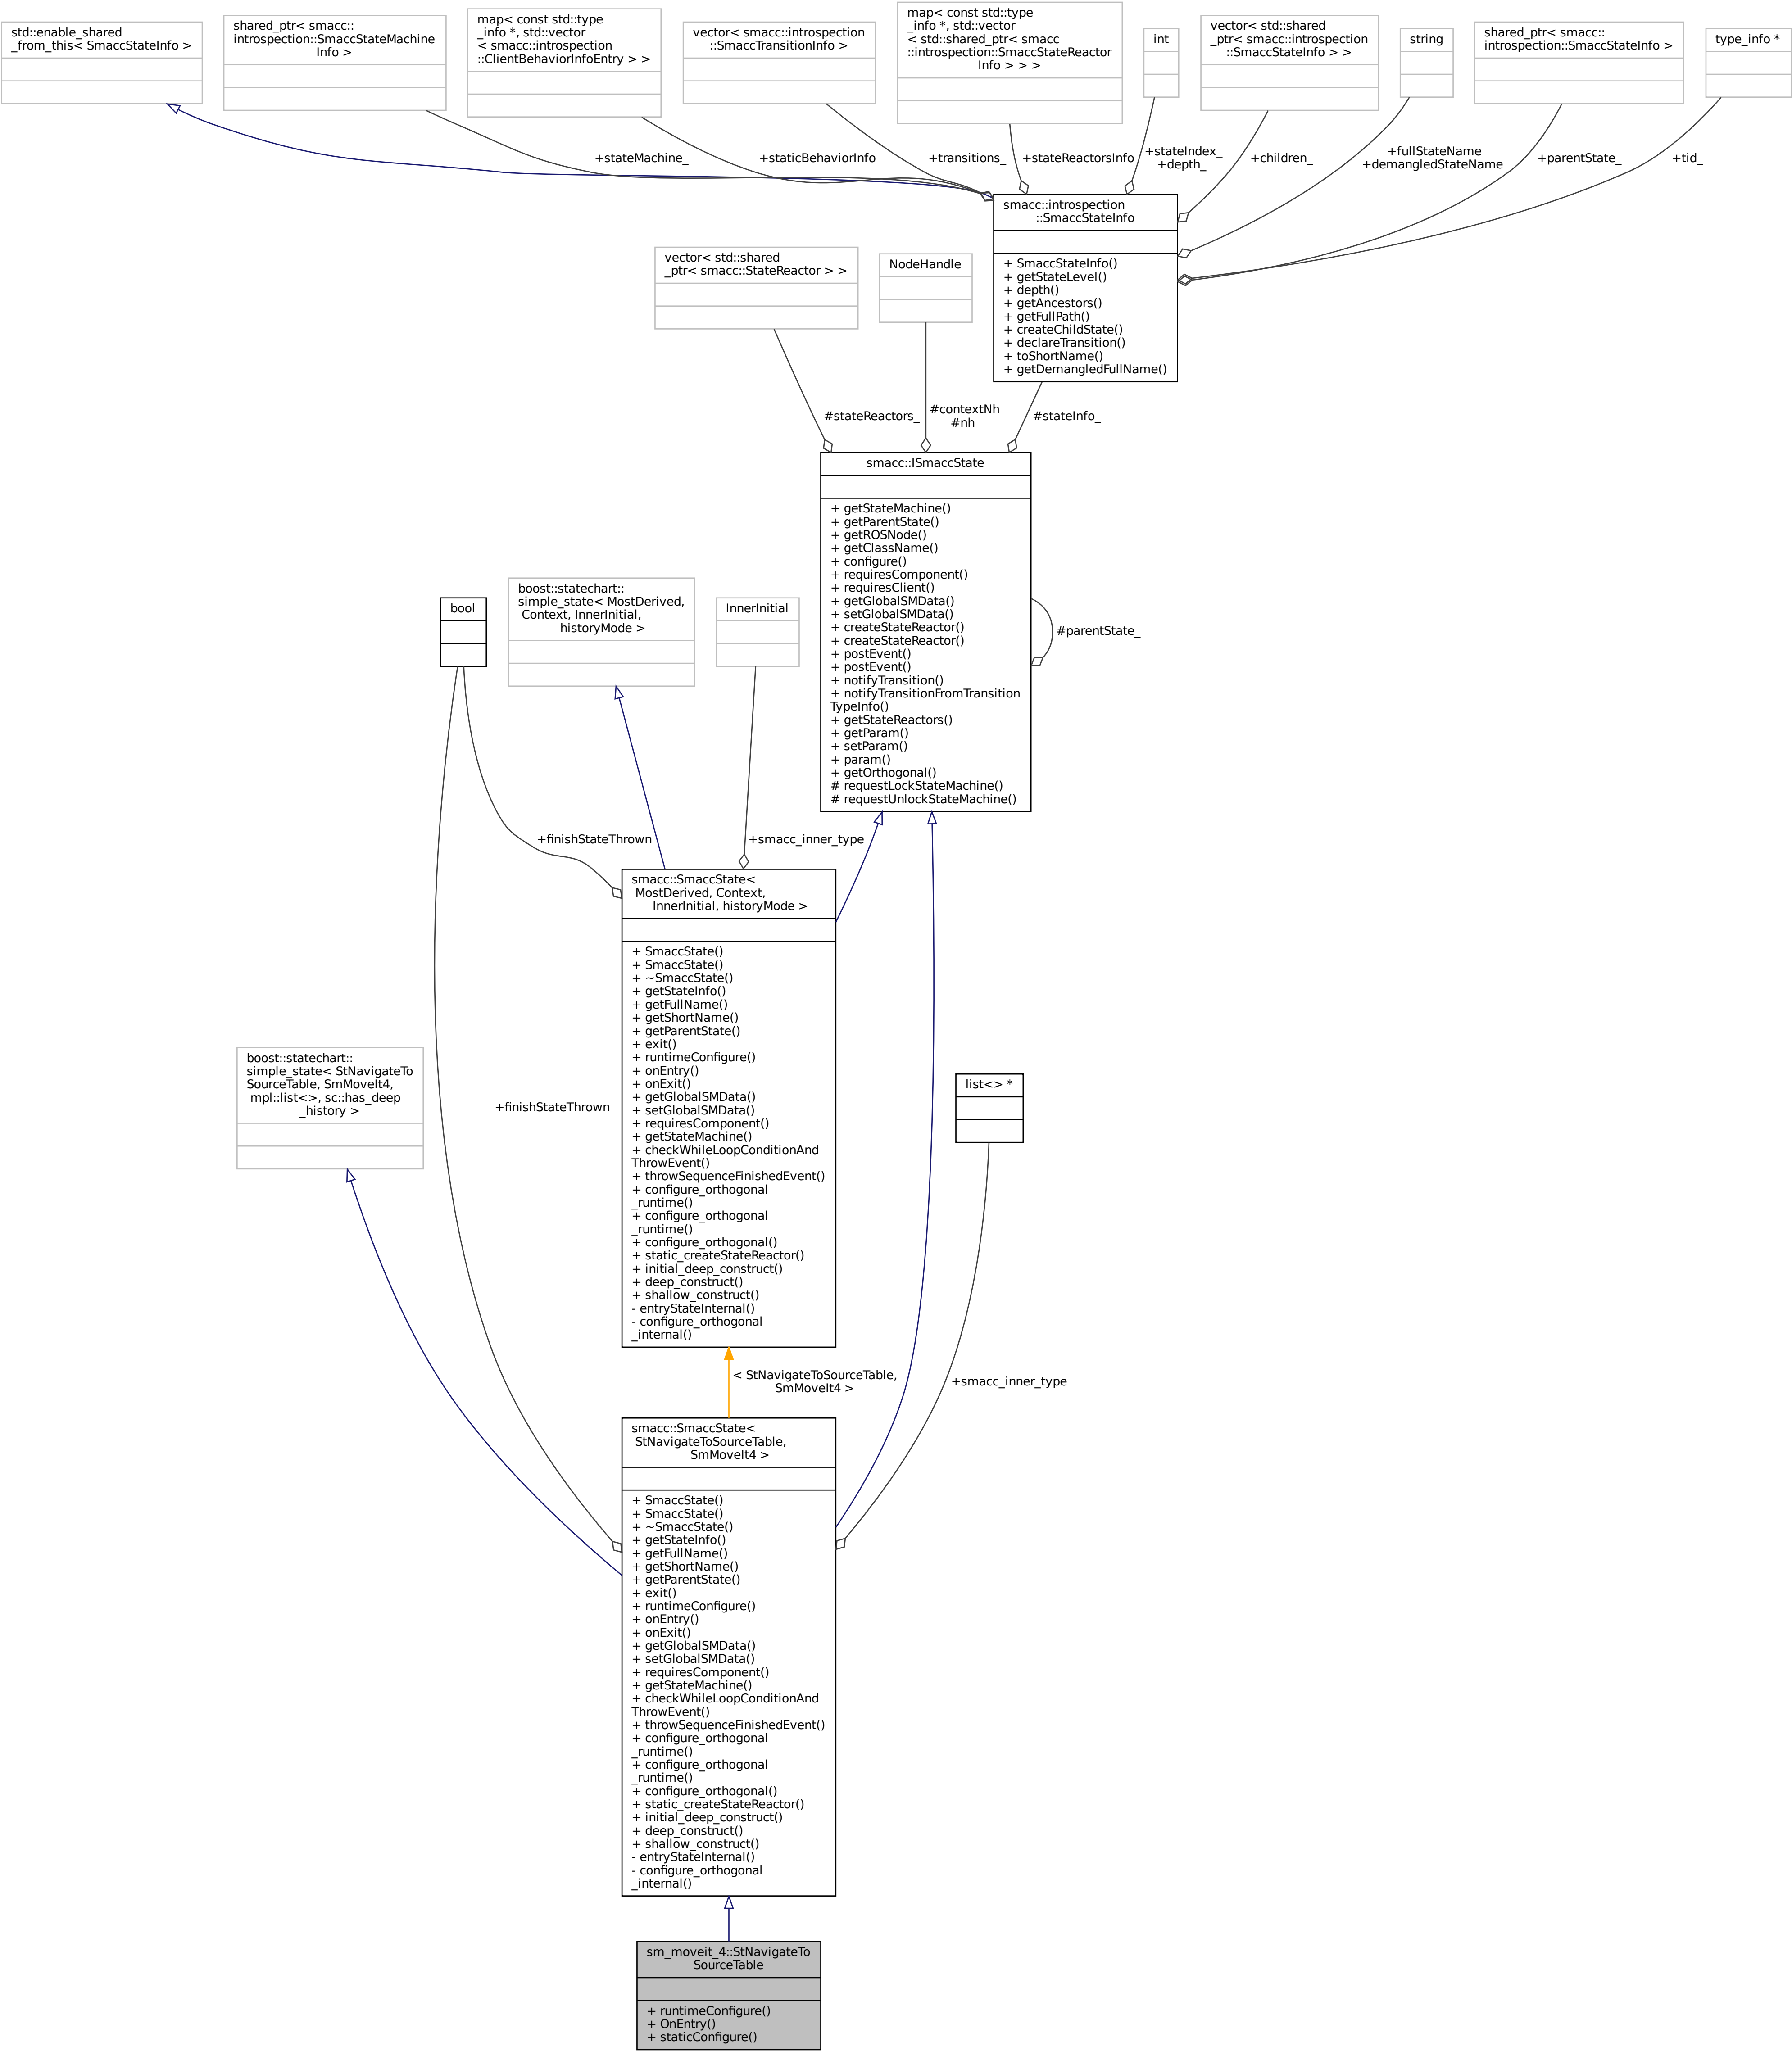 std::enable_shared
_from_this< SmaccStateInfo >
shared_ptr< smacc::
introspection::SmaccStateMachine
Info >
map< const std::type
_info *, std::vector
< smacc::introspection
::ClientBehaviorInfoEntry > >
vector< smacc::introspection
::SmaccTransitionInfo >
map< const std::type
_info *, std::vector
< std::shared_ptr< smacc
::introspection::SmaccStateReactor
Info > > >
int
vector< std::shared
_ptr< smacc::introspection
::SmaccStateInfo > >
string
shared_ptr< smacc::
introspection::SmaccStateInfo >
type_info *
+stateMachine_
+staticBehaviorInfo
+transitions_
+stateReactorsInfo
+stateIndex_
+depth_
+children_
+fullStateName
+demangledStateName
+parentState_
+tid_
smacc::introspection
::SmaccStateInfo
+ SmaccStateInfo()
+ getStateLevel()
+ depth()
+ getAncestors()
+ getFullPath()
+ createChildState()
+ declareTransition()
+ toShortName()
+ getDemangledFullName()
vector< std::shared
_ptr< smacc::StateReactor > >
NodeHandle
#stateReactors_
#contextNh
#nh
#stateInfo_
smacc::ISmaccState
+ getStateMachine()
+ getParentState()
+ getROSNode()
+ getClassName()
+ configure()
+ requiresComponent()
+ requiresClient()
+ getGlobalSMData()
+ setGlobalSMData()
+ createStateReactor()
+ createStateReactor()
+ postEvent()
+ postEvent()
+ notifyTransition()
+ notifyTransitionFromTransition
TypeInfo()
+ getStateReactors()
+ getParam()
+ setParam()
+ param()
+ getOrthogonal()
# requestLockStateMachine()
# requestUnlockStateMachine()
#parentState_
bool
boost::statechart::
simple_state< MostDerived,
Context, InnerInitial,
historyMode >
InnerInitial
+finishStateThrown
+smacc_inner_type
smacc::SmaccState<
MostDerived, Context,
InnerInitial, historyMode >
+ SmaccState()
+ SmaccState()
+ ~SmaccState()
+ getStateInfo()
+ getFullName()
+ getShortName()
+ getParentState()
+ exit()
+ runtimeConfigure()
+ onEntry()
+ onExit()
+ getGlobalSMData()
+ setGlobalSMData()
+ requiresComponent()
+ getStateMachine()
+ checkWhileLoopConditionAnd
ThrowEvent()
+ throwSequenceFinishedEvent()
+ configure_orthogonal
_runtime()
+ configure_orthogonal
_runtime()
+ configure_orthogonal()
+ static_createStateReactor()
+ initial_deep_construct()
+ deep_construct()
+ shallow_construct()
- entryStateInternal()
- configure_orthogonal
_internal()
boost::statechart::
simple_state< StNavigateTo
SourceTable, SmMoveIt4,
mpl::list<>, sc::has_deep
_history >
+finishStateThrown
list<> *
< StNavigateToSourceTable,
SmMoveIt4 >
+smacc_inner_type
smacc::SmaccState<
StNavigateToSourceTable,
SmMoveIt4 >
+ SmaccState()
+ SmaccState()
+ ~SmaccState()
+ getStateInfo()
+ getFullName()
+ getShortName()
+ getParentState()
+ exit()
+ runtimeConfigure()
+ onEntry()
+ onExit()
+ getGlobalSMData()
+ setGlobalSMData()
+ requiresComponent()
+ getStateMachine()
+ checkWhileLoopConditionAnd
ThrowEvent()
+ throwSequenceFinishedEvent()
+ configure_orthogonal
_runtime()
+ configure_orthogonal
_runtime()
+ configure_orthogonal()
+ static_createStateReactor()
+ initial_deep_construct()
+ deep_construct()
+ shallow_construct()
- entryStateInternal()
- configure_orthogonal
_internal()
sm_moveit_4::StNavigateTo
SourceTable
+ runtimeConfigure()
+ OnEntry()
+ staticConfigure()